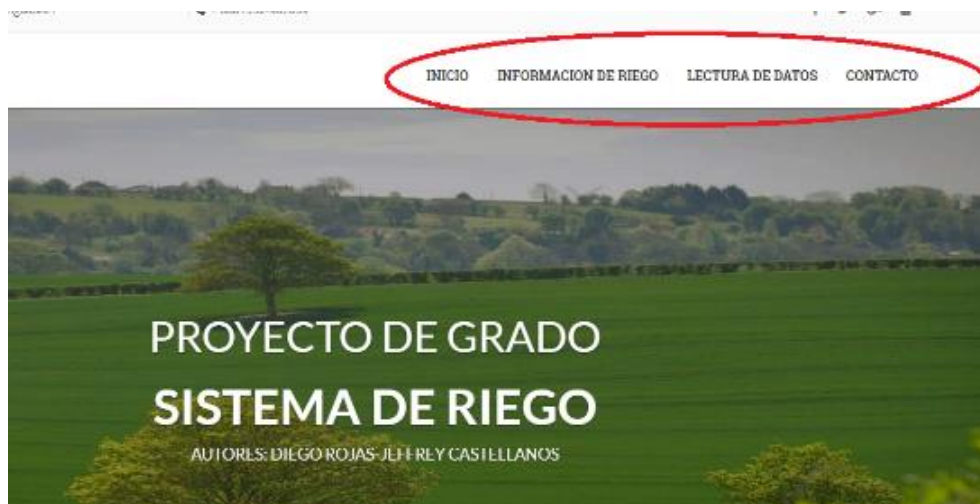 INICIO INFORMACION DE RIEGO LECTURA DE DATOS CONTACTO
PROYECTO DE GRADO
SISTEMA DE RIEGO
AUTORES: DIEGO ROJAS-JEFFREY CASTELLANOS